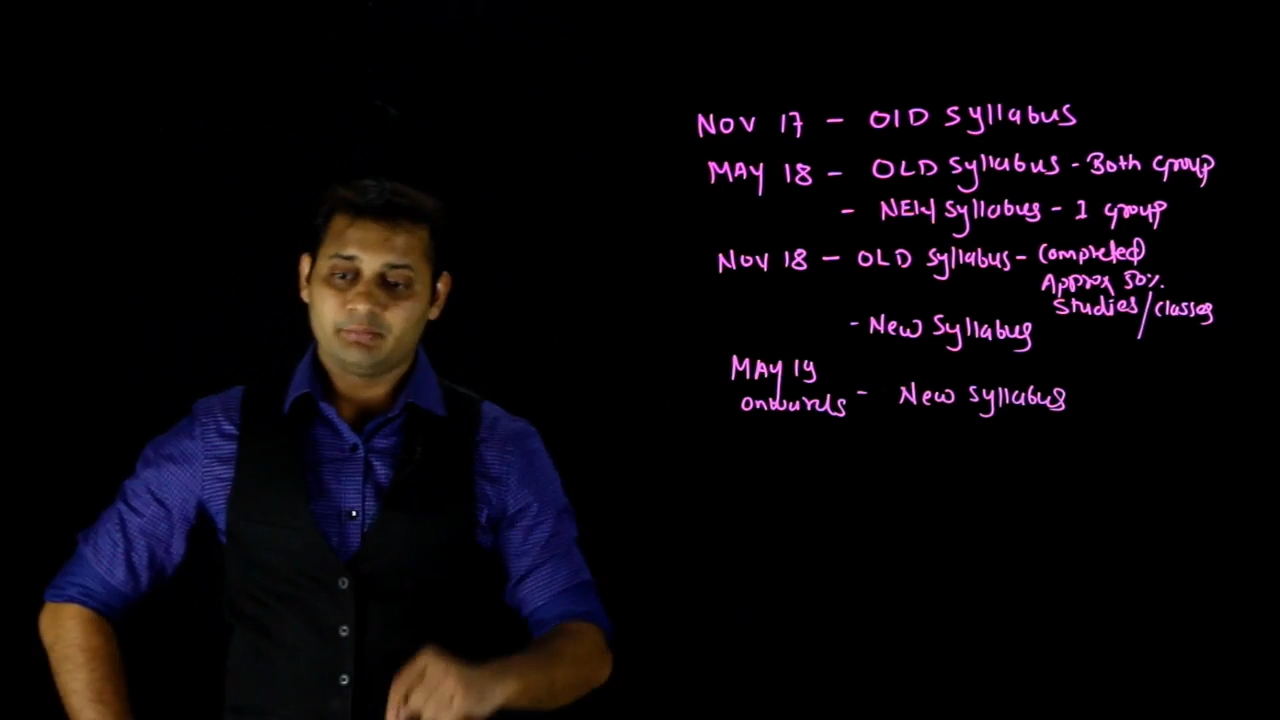 NOV 17 - OlD Syllabus
MAY 18 - OLD Syllabus - Both group
- NEW Syllabus - I group
NOV 18 - OLD Syllabus - Completed
Approx 50%
Studies/classes
- New Syllabus
MAY 19
onwards - New Syllabus